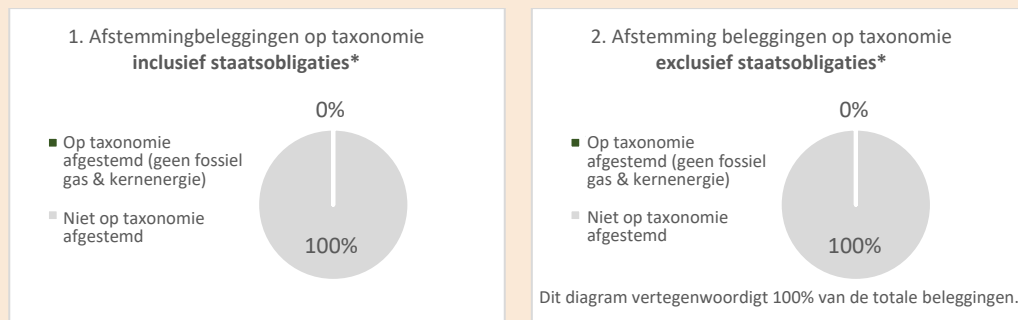 1. Afstemmingbeleggingen op taxonomie
inclusief staatsobligaties*
0%
Op taxonomie
afgestemd (geen fossiel
gas & kernenergie)
Niet op taxonomie
afgestemd
100%
2. Afstemming beleggingen op taxonomie
exclusief staatsobligaties*
0%
Op taxonomie
afgestemd (geen fossiel
gas & kernenergie)
Niet op taxonomie
afgestemd
100%
Dit diagram vertegenwoordigt 100% van de totale beleggingen.